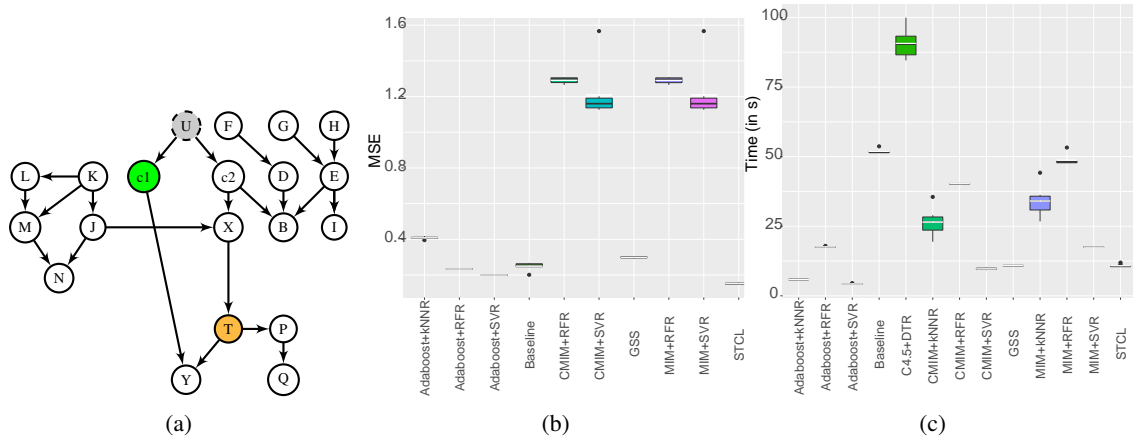 U
F
G
H
L
K
c1
c2
D
E
M
J
X
B
I
N
T
P
Y
Q
(a)
MSE
1.6
1.2
0.8
0.4
Adaboost+kNNR
Adaboost+RFR
Adaboost+SVR
Baseline
CMIM+RFR
CMIM+SVR
GSS
MIM+RFR
MIM+SVR
STCL
(b)
Time (in s)
100
75
50
25
0
Adaboost+kNNR
Adaboost+RFR
Adaboost+SVR
Baseline
C4.5+DTR
CMIM+kNNR
CMIM+RFR
CMIM+SVR
GSS
MIM+kNNR
MIM+RFR
MIM+SVR
STCL
(c)